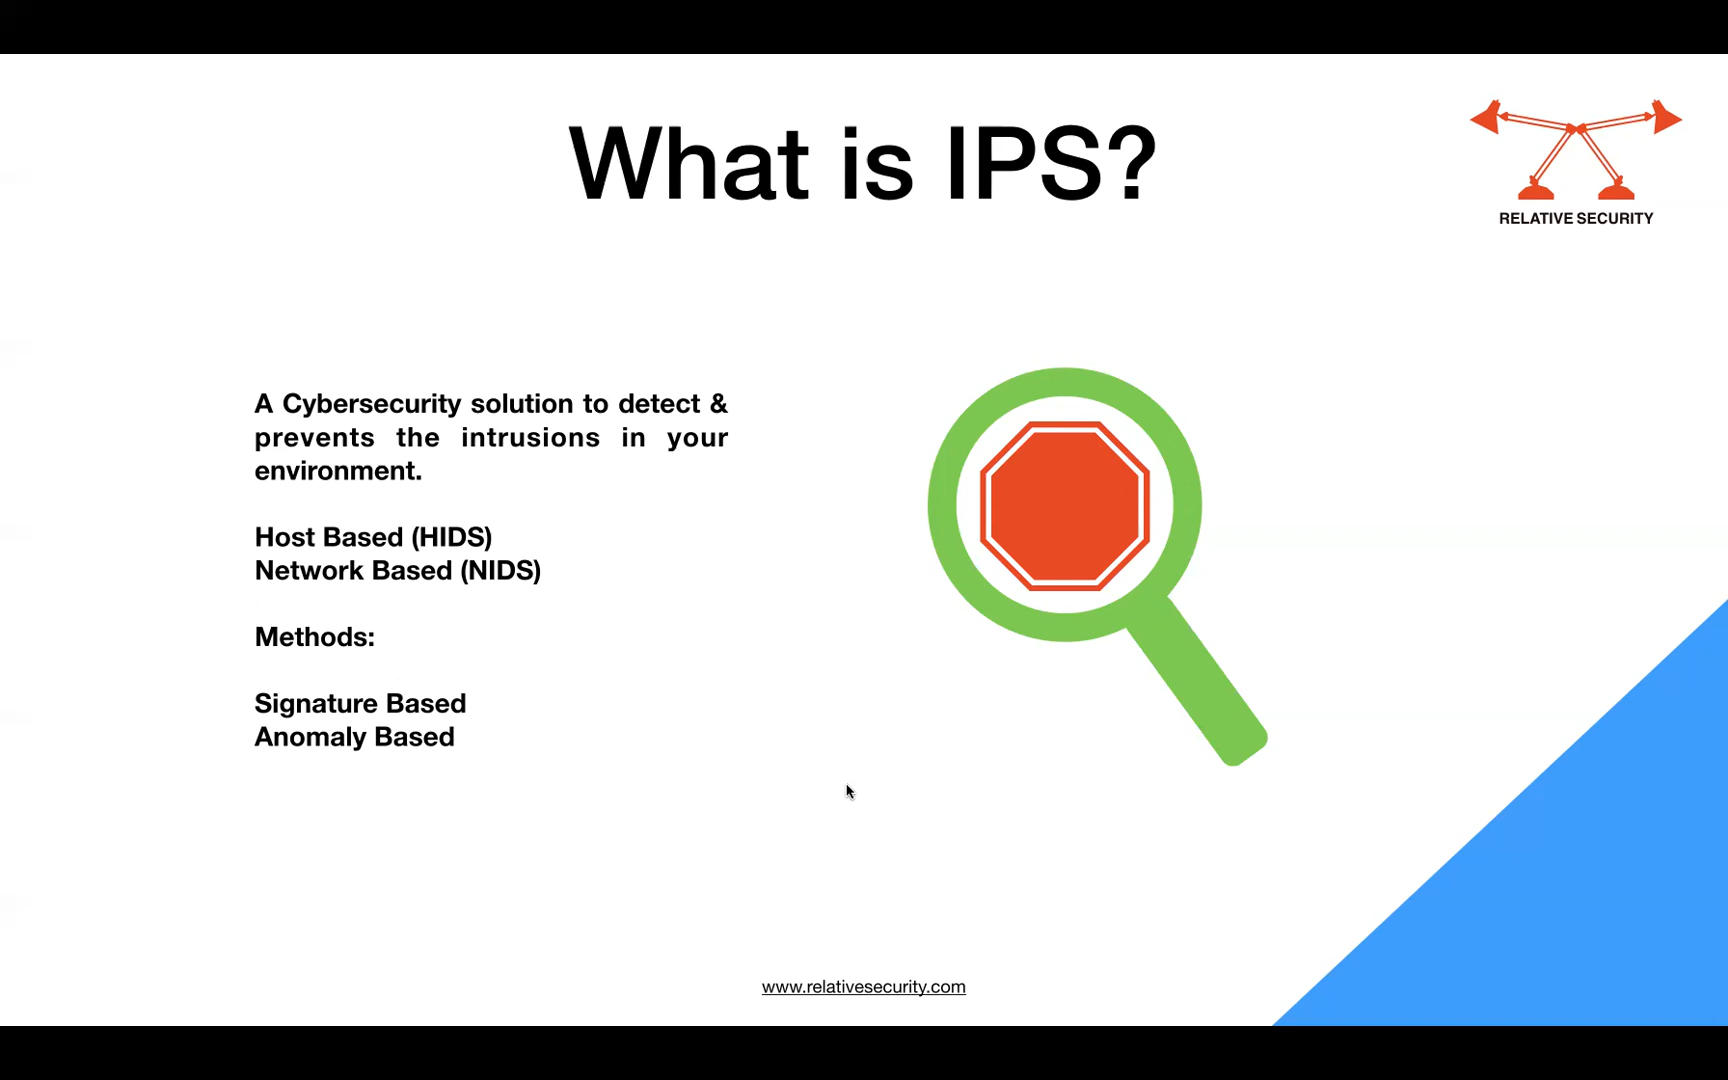 What is IPS?
RELATIVE SECURITY
A Cybersecurity solution to detect &
prevents the intrusions in your
environment.
Host Based (HIDS)
Network Based (NIDS)
Methods:
Signature Based
Anomaly Based
www.relativesecurity.com